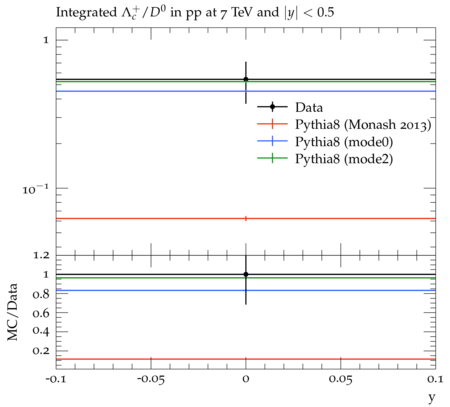 Integrated Λ_c^+/D^0 in pp at 7 TeV and |y| < 0.5
1
Data
Pythia8 (Monash 2013)
Pythia8 (mode0)
Pythia8 (mode2)
10^−1
1.2
1
0.8
0.6
0.4
0.2
MC/Data
-0.1 -0.05 0 0.05 0.1
y